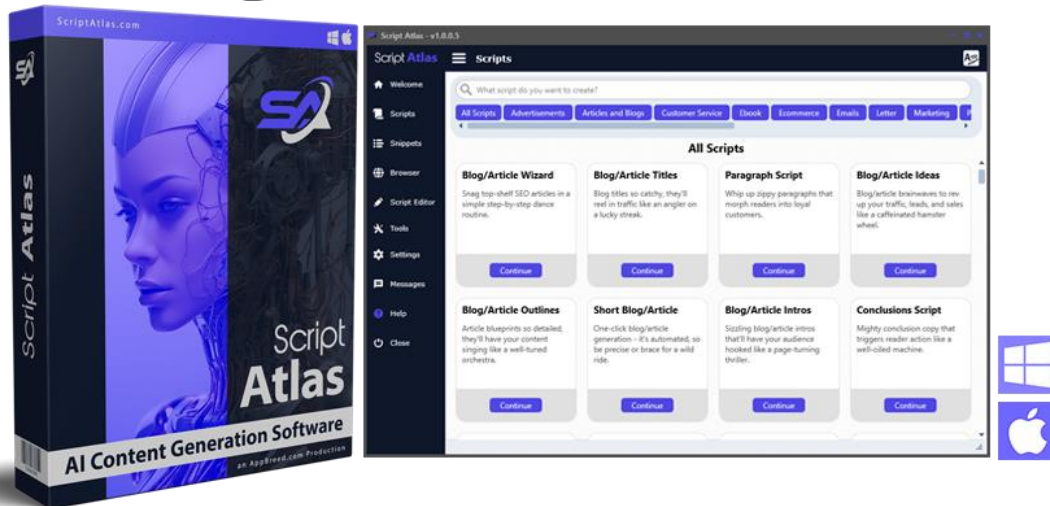 ScriptAtlas.com
SA
Script Atlas
SA
Script
Atlas
AI Content Generation Software
an AppBreed.com Production
Script Atlas - v1.0.0.5
Script Atlas
Scripts
Welcome
Scripts
Snippets
Browser
Script Editor
Tools
Settings
Messages
Help
Close
What script do you want to create?
All Scripts
Advertisements
Articles and Blogs
Customer Service
Ebook
Ecommerce
Emails
Letter
Marketing
All Scripts
Blog/Article Wizard
Snag top-shelf SEO articles in a
simple step-by-step dance
routine.
Continue
Blog/Article Titles
Blog titles so catchy, they'll
reel in traffic like an angler on
a lucky streak.
Continue
Paragraph Script
Whip up zippy paragraphs that
morph readers into loyal
customers.
Continue
Blog/Article Ideas
Blog/article brainwaves to rev
up your traffic, leads, and sales
like a caffeinated hamster
wheel.
Continue
Blog/Article Outlines
Article blueprints so detailed,
they'll have your content
singing like a well-tuned
orchestra.
Continue
Short Blog/Article
One-click blog/article
generation - it's automated, so
be precise or brace for a wild
ride.
Continue
Blog/Article Intros
Sizzling blog/article intros
that'll have your audience
hooked like a page-turning
thriller.
Continue
Conclusions Script
Mighty conclusion copy that
triggers reader action like a
well-oiled machine.
Continue